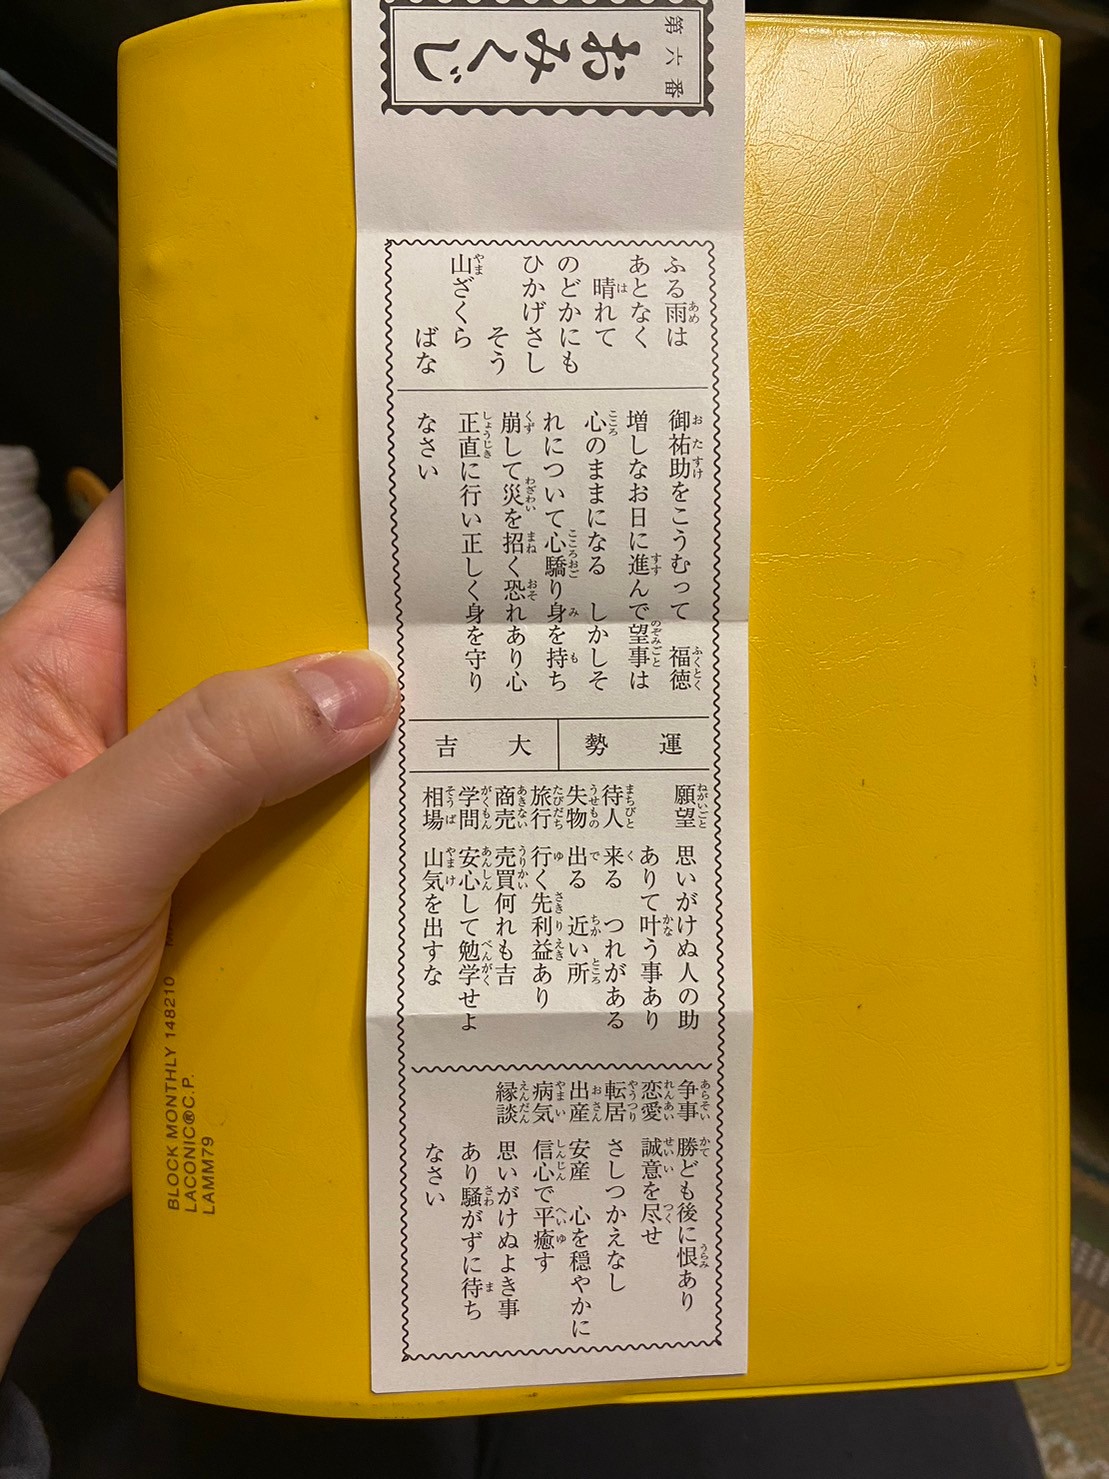 第六番
おみくじ
ふる雨は
あとなく
晴れて
のどかにも
ひかげさし
そう
山ざくら
ばな
御祐助をこうむって　福徳
増しなお日に進んで望事は
心のままになる　しかしそ
れについて心驕り身を持ち
崩して災を招く恐れあり心
正直に行い正しく身を守り
なさい
運勢　大吉
願望　思いがけぬ人の助
ありて叶う事あり
待人　来る　つれがある
失物　出る　近い所
旅行　行く先利益あり
商売　売買何れも吉
学問　安心して勉学せよ
相場　山気を出すな
争事　勝ども後に恨あり
恋愛　誠意を尽せ
転居　さしつかえなし
出産　安産　心を穏やかに
病気　信心で平癒す
縁談　思いがけぬよき事
あり騒がずに待ち
なさい
BLOCK MONTHLY 148210
LACONIC®C.P.
LAMM79